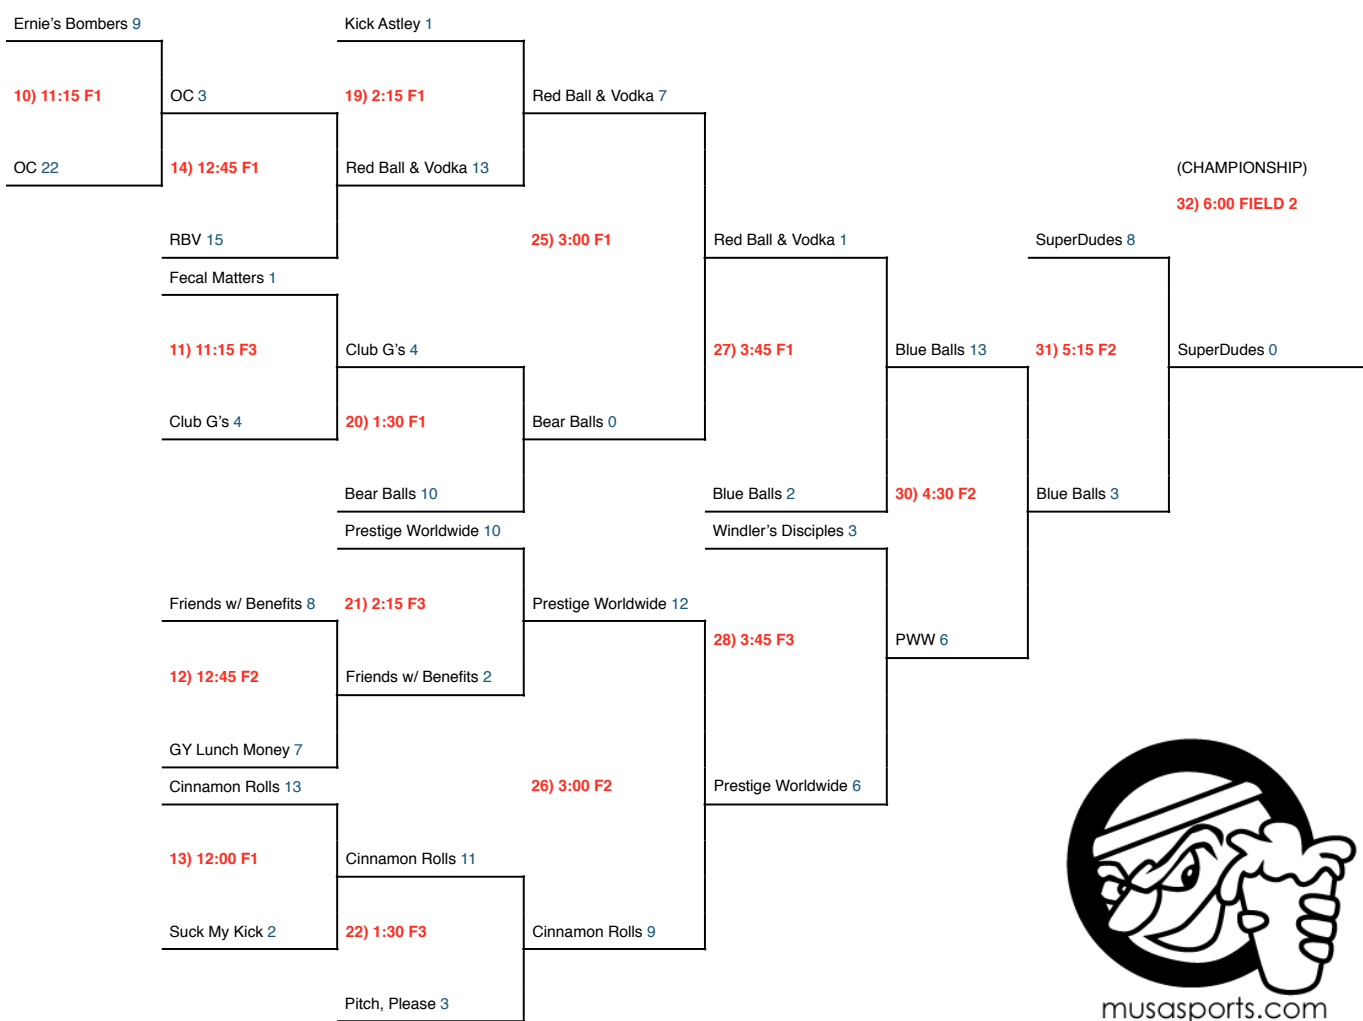 Ernie's Bombers 9
Kick Astley 1
10) 11:15 F1
OC 3
19) 2:15 F1
Red Ball & Vodka 7
OC 22
14) 12:45 F1
Red Ball & Vodka 13
(CHAMPIONSHIP)
32) 6:00 FIELD 2
RBV 15
25) 3:00 F1
Red Ball & Vodka 1
SuperDudes 8
Fecal Matters 1
11) 11:15 F3
Club G's 4
27) 3:45 F1
Blue Balls 13
31) 5:15 F2
SuperDudes 0
Club G's 4
20) 1:30 F1
Bear Balls 0
Bear Balls 10
Blue Balls 2
30) 4:30 F2
Blue Balls 3
Prestige Worldwide 10
Windler's Disciples 3
Friends w/ Benefits 8
21) 2:15 F3
Prestige Worldwide 12
28) 3:45 F3
PWW 6
12) 12:45 F2
Friends w/ Benefits 2
GY Lunch Money 7
Cinnamon Rolls 13
26) 3:00 F2
Prestige Worldwide 6
13) 12:00 F1
Cinnamon Rolls 11
Suck My Kick 2
22) 1:30 F3
Cinnamon Rolls 9
Pitch, Please 3
musasports.com